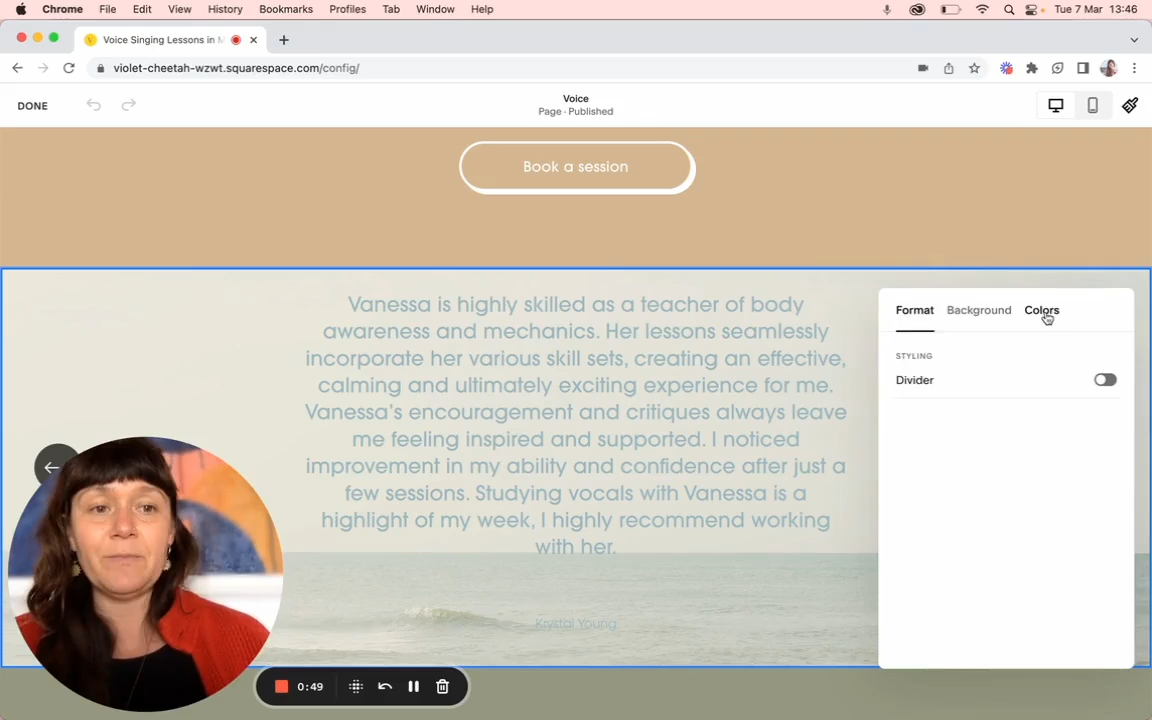 Chrome File Edit View History Bookmarks Profiles Tab Window Help Tue 7 Mar 13:46
Voice Singing Lessons in
violet-cheetah-wzwt.squarespace.com/config/
DONE
Voice
Page · Published
Book a session
Vanessa is highly skilled as a teacher of body
awareness and mechanics. Her lessons seamlessly
incorporate her various skill sets, creating an effective,
calming and ultimately exciting experience for me.
Vanessa's encouragement and critiques always leave
me feeling inspired and supported. I noticed
improvement in my ability and confidence after just a
few sessions. Studying vocals with Vanessa is a
highlight of my week, I highly recommend working
with her.
Krystal Young
Format Background Colors
STYLING
Divider
0:49